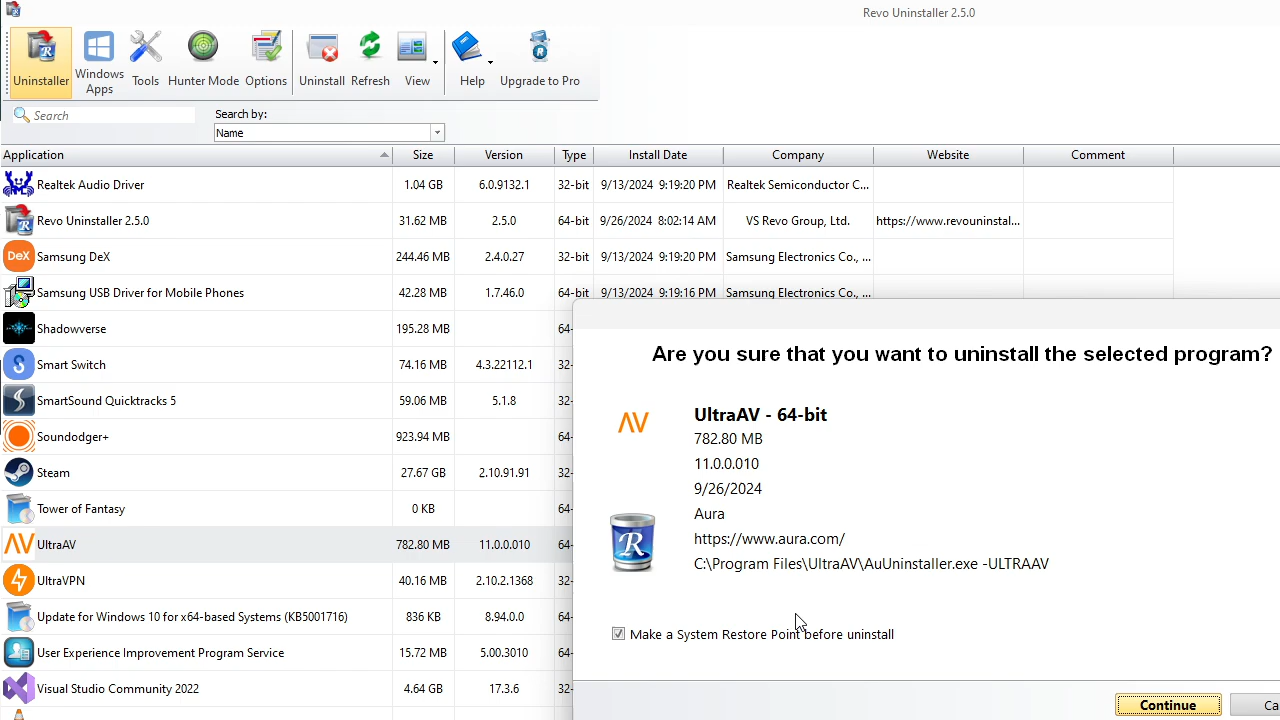 Revo Uninstaller 2.5.0
Uninstaller
Windows Apps
Tools
Hunter Mode
Options
Uninstall
Refresh
View
Help
Upgrade to Pro
Search
Search by:
Name
Application Size Version Type Install Date Company Website Comment
Realtek Audio Driver 1.04 GB 6.0.9132.1 32-bit 9/13/2024 9:19:20 PM Realtek Semiconductor C...
Revo Uninstaller 2.5.0 31.62 MB 2.5.0 64-bit 9/26/2024 8:02:14 AM VS Revo Group, Ltd. https://www.revouninstal...
DeX Samsung DeX 244.46 MB 2.4.0.27 32-bit 9/13/2024 9:19:20 PM Samsung Electronics Co., ...
Samsung USB Driver for Mobile Phones 42.28 MB 1.7.46.0 64-bit 9/13/2024 9:19:16 PM Samsung Electronics Co., ...
Shadowverse 195.28 MB 64-
Smart Switch 74.16 MB 4.3.22112.1 32-
SmartSound Quicktracks 5 59.06 MB 5.1.8 32-
Soundodger+ 923.94 MB 64-
Steam 27.67 GB 2.10.91.91 32-
Tower of Fantasy 0 KB 64-
UltraAV 782.80 MB 11.0.0.010 64-
UltraVPN 40.16 MB 2.10.2.1368 32-
Update for Windows 10 for x64-based Systems (KB5001716) 836 KB 8.94.0.0 64-
User Experience Improvement Program Service 15.72 MB 5.00.3010 64-
Visual Studio Community 2022 4.64 GB 17.3.6 32-
Are you sure that you want to uninstall the selected program?
UltraAV - 64-bit
782.80 MB
11.0.0.010
9/26/2024
Aura
https://www.aura.com/
C:\Program Files\UltraAV\AuUninstaller.exe -ULTRAAV
Make a System Restore Point before uninstall
Continue
Ca